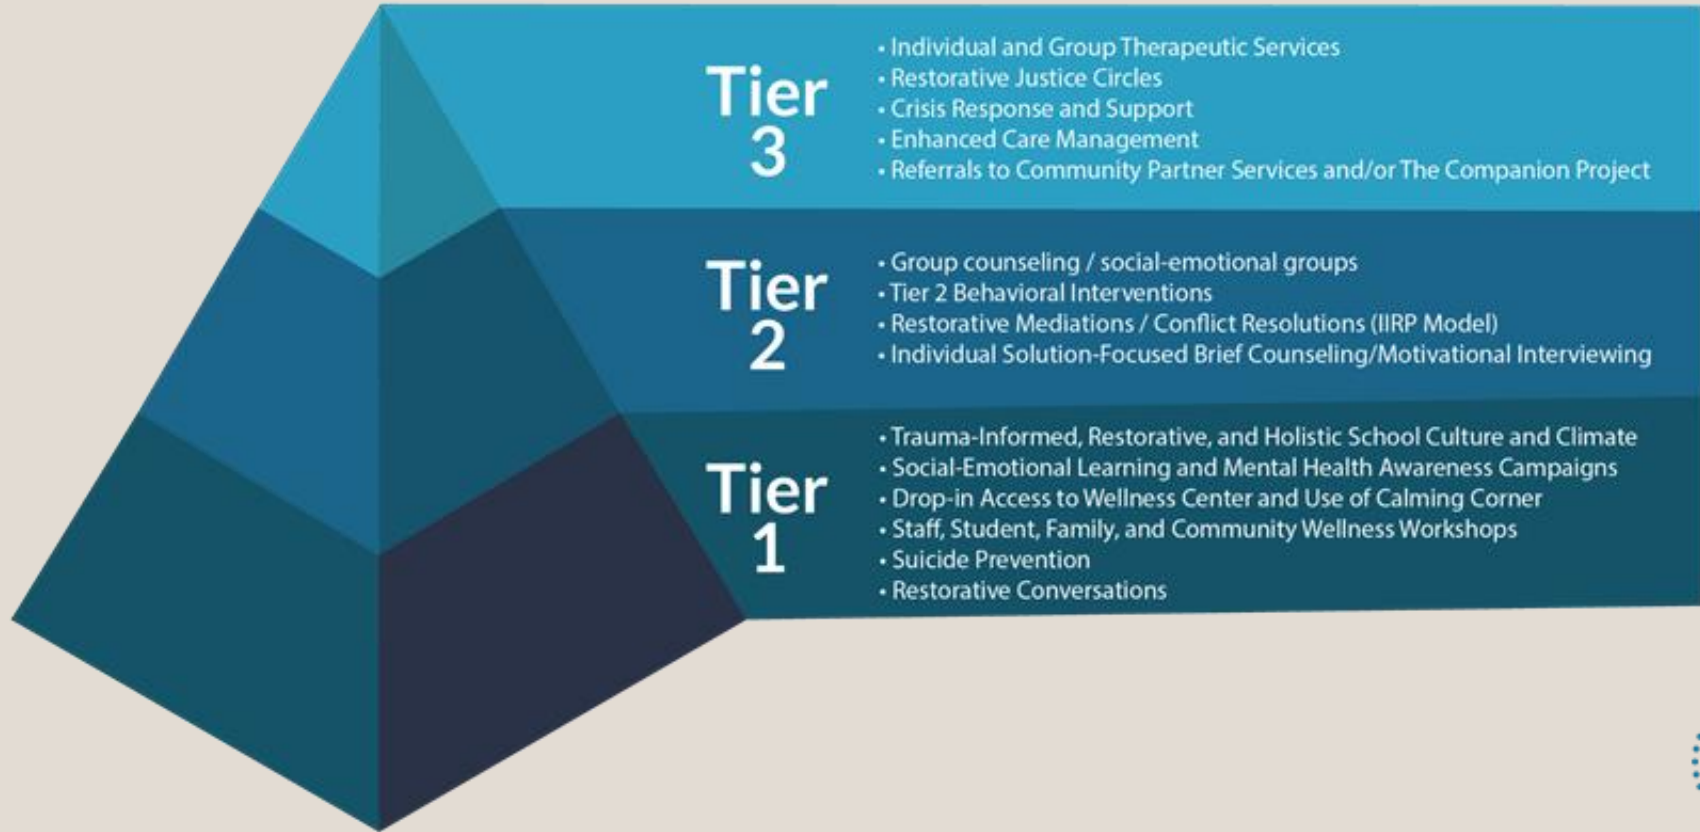 Tier
3
• Individual and Group Therapeutic Services
• Restorative Justice Circles
• Crisis Response and Support
• Enhanced Care Management
• Referrals to Community Partner Services and/or The Companion Project
Tier
2
• Group counseling / social-emotional groups
• Tier 2 Behavioral Interventions
• Restorative Mediations / Conflict Resolutions (IIRP Model)
• Individual Solution-Focused Brief Counseling/Motivational Interviewing
Tier
1
• Trauma-Informed, Restorative, and Holistic School Culture and Climate
• Social-Emotional Learning and Mental Health Awareness Campaigns
• Drop-in Access to Wellness Center and Use of Calming Corner
• Staff, Student, Family, and Community Wellness Workshops
• Suicide Prevention
• Restorative Conversations